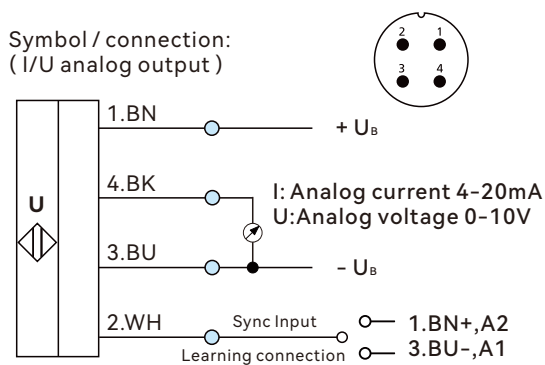 Symbol / connection:
( I/U analog output )
2 1
3 4
1.BN
+ UB
4.BK
I: Analog current 4-20mA
U:Analog voltage 0-10V
U
3.BU
- UB
2.WH
Sync Input
Learning connection
1.BN+,A2
3.BU-,A1